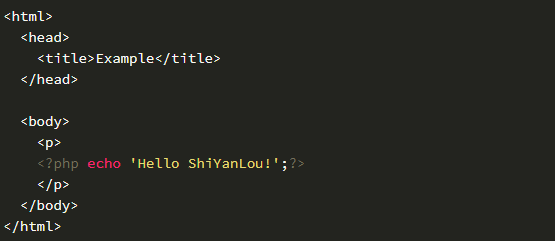 <html>
  <head>
    <title>Example</title>
  </head>

  <body>
    <p>
    <?php echo 'Hello ShiYanLou!';?>
    </p>
  </body>
</html>